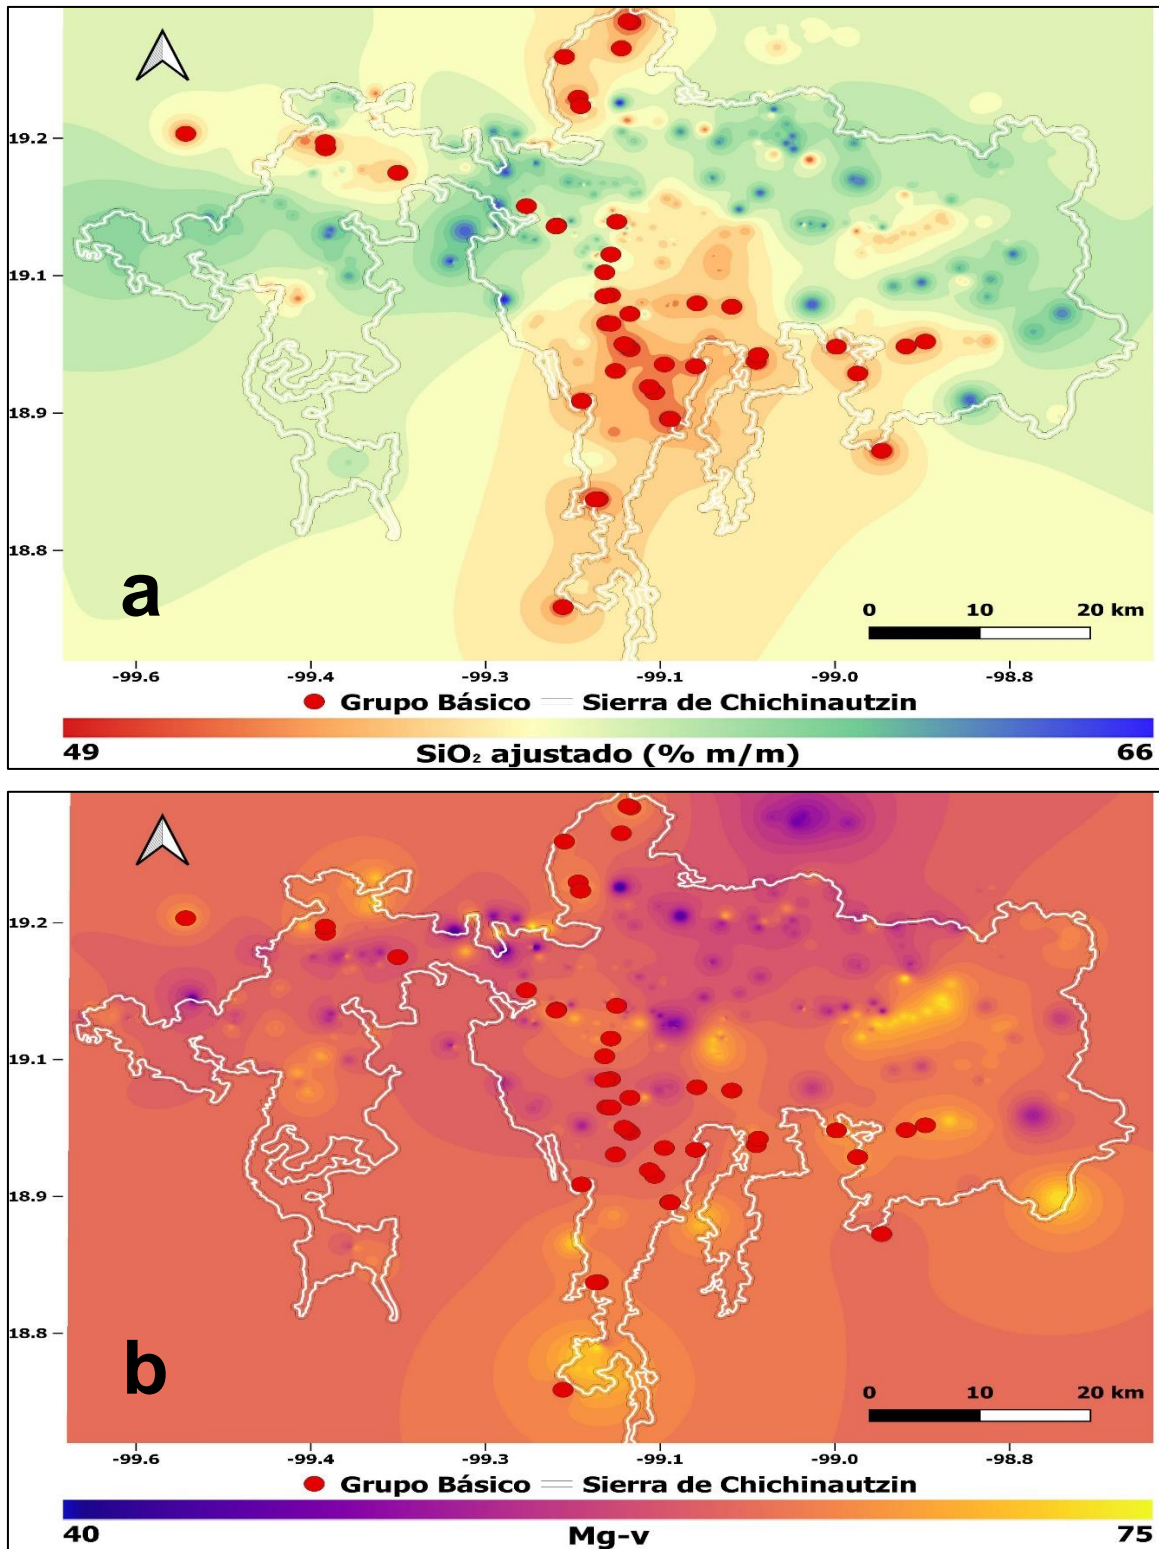 19.2
19.1
18.9
18.8
a
0 10 20 km
-99.6 -99.4 -99.3 -99.1 -99.0 -98.8
Grupo Básico Sierra de Chichinautzin
49 SiO₂ ajustado (% m/m) 66
19.2
19.1
18.9
18.8
b
0 10 20 km
-99.6 -99.4 -99.3 -99.1 -99.0 -98.8
Grupo Básico Sierra de Chichinautzin
40 Mg-v 75